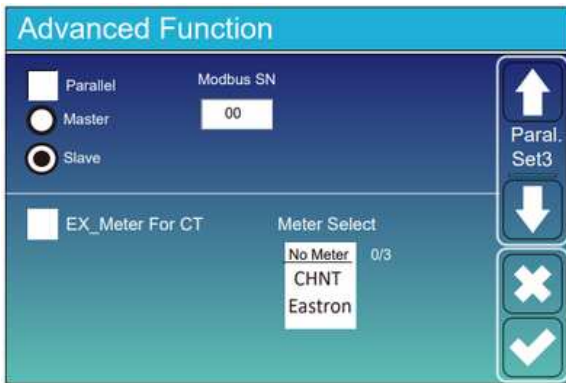 Advanced Function
Parallel
Modbus SN
Master
00
Slave
Paral.
Set3
EX_Meter For CT
Meter Select
No Meter 0/3
CHNT
Eastron